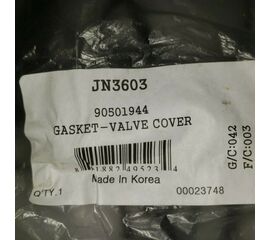 JN3603
90501944
GASKET-VALVE COVER
G/C:042
F/C:003
Made In Korea
Q'TY.1
00023748